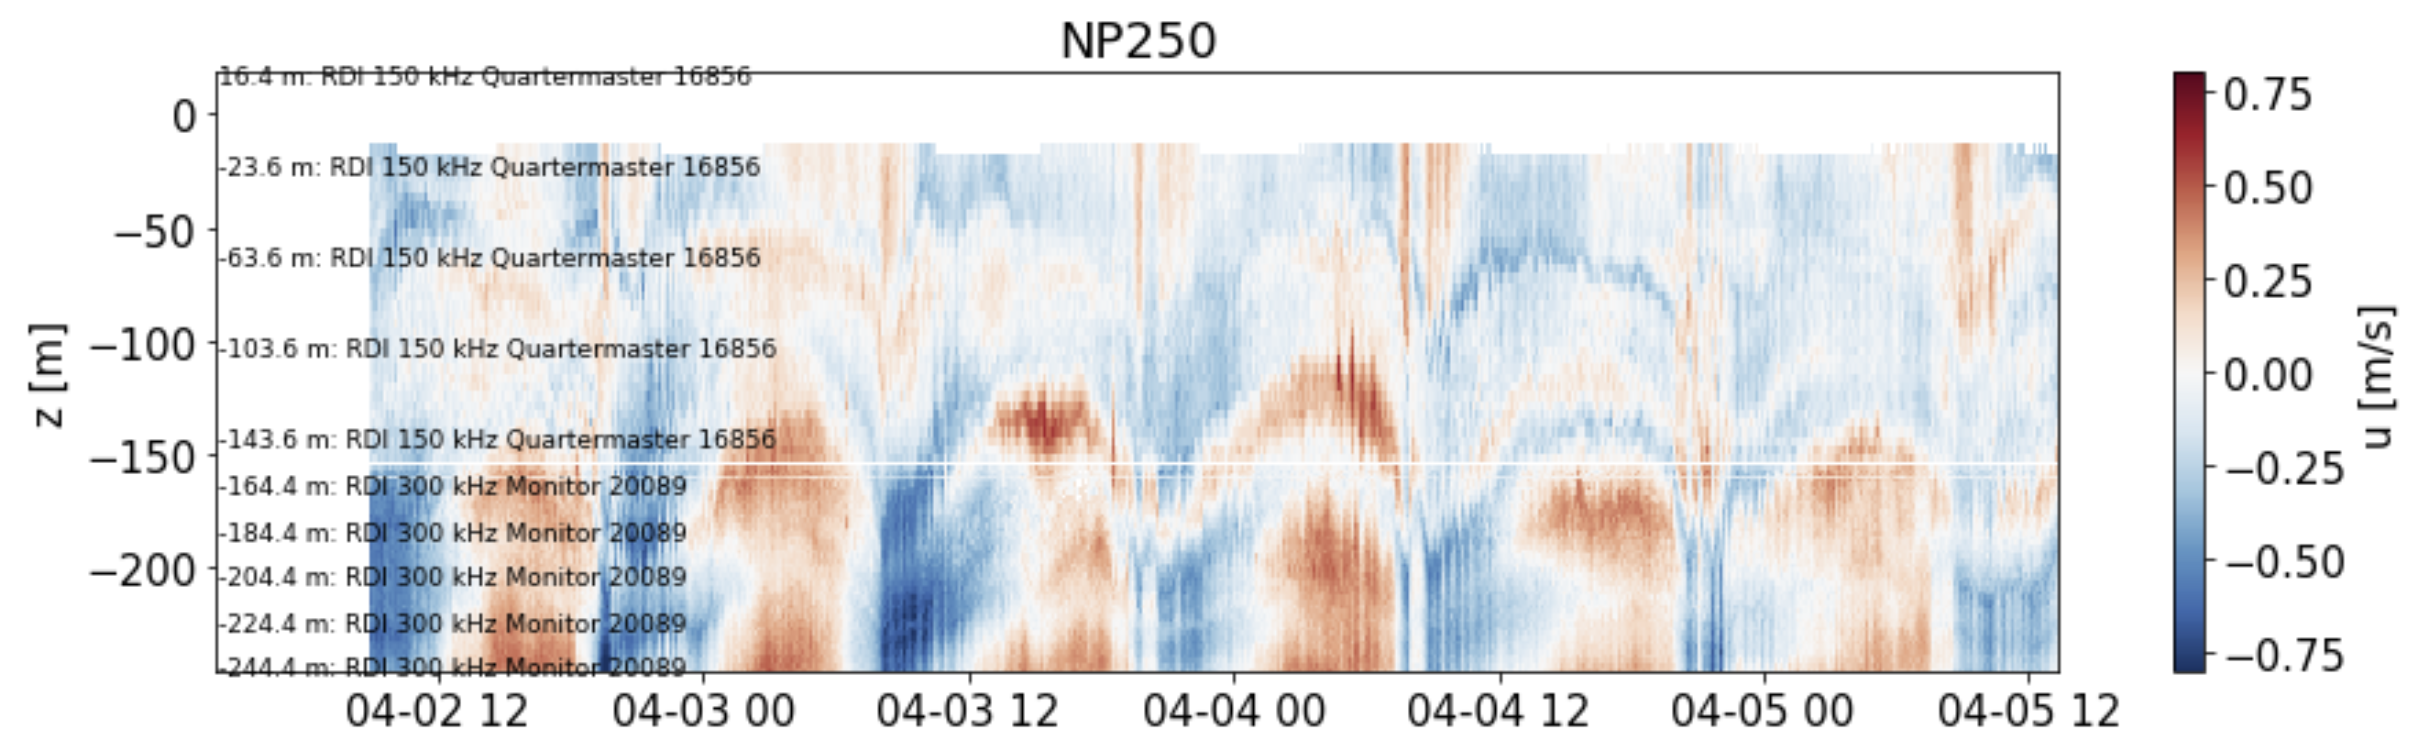 NP250
16.4 m: RDI 150 kHz Quartermaster 16856
-23.6 m: RDI 150 kHz Quartermaster 16856
-63.6 m: RDI 150 kHz Quartermaster 16856
-103.6 m: RDI 150 kHz Quartermaster 16856
-143.6 m: RDI 150 kHz Quartermaster 16856
-164.4 m: RDI 300 kHz Monitor 20089
-184.4 m: RDI 300 kHz Monitor 20089
-204.4 m: RDI 300 kHz Monitor 20089
-224.4 m: RDI 300 kHz Monitor 20089
-244.4 m: RDI 300 kHz Monitor 20089
z [m]
0
−50
−100
−150
−200
04-02 12
04-03 00
04-03 12
04-04 00
04-04 12
04-05 00
04-05 12
0.75
0.50
0.25
0.00
−0.25
−0.50
−0.75
u [m/s]